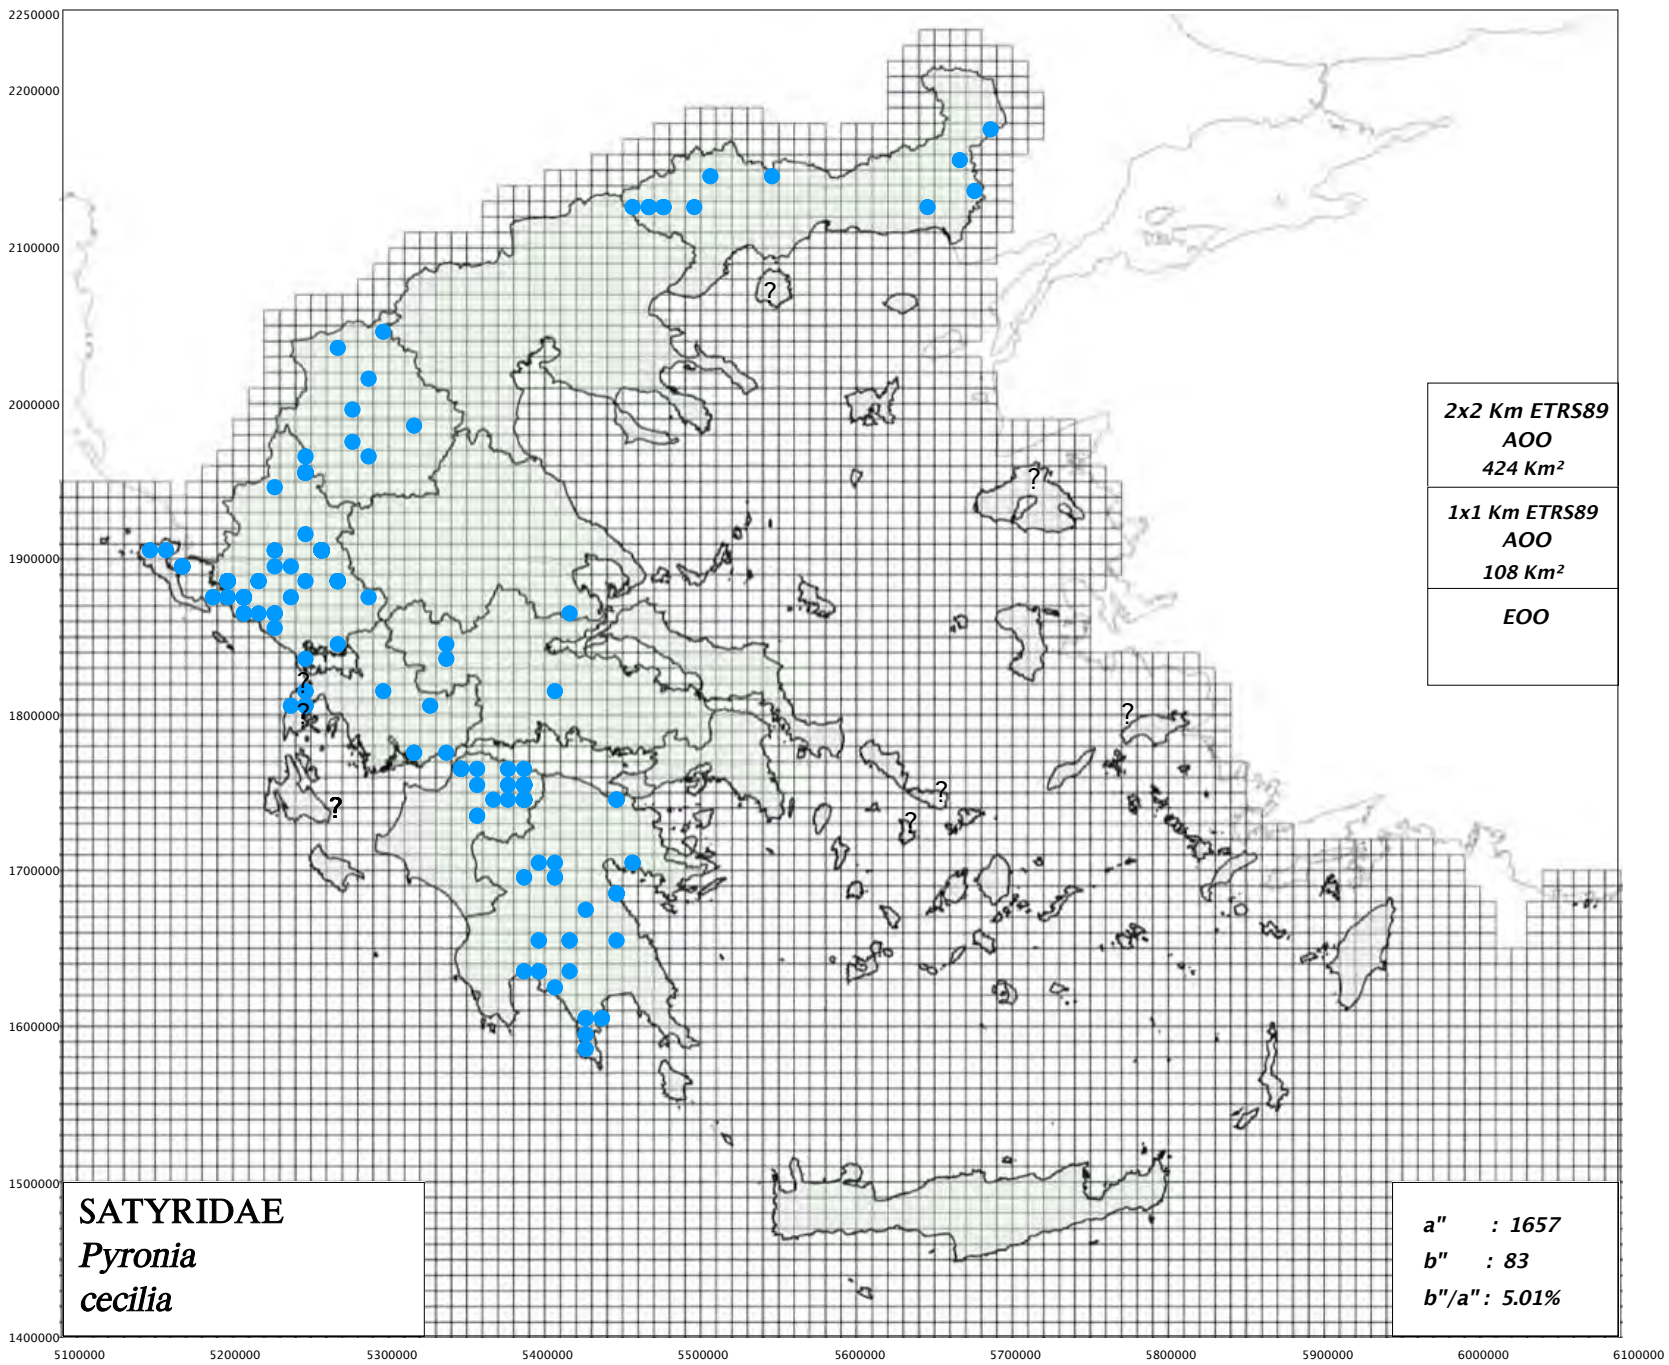 2250000
2200000
2100000
2000000
1900000
1800000
1700000
1600000
1500000
1400000
?
?
?
?
?
?
?
?
2x2 Km ETRS89
AOO
424 Km²
1x1 Km ETRS89
AOO
108 Km²
EOO
SATYRIDAE
Pyronia
cecilia
a" : 1657
b" : 83
b"/a" : 5.01%
5100000 5200000 5300000 5400000 5500000 5600000 5700000 5800000 5900000 6000000 6100000